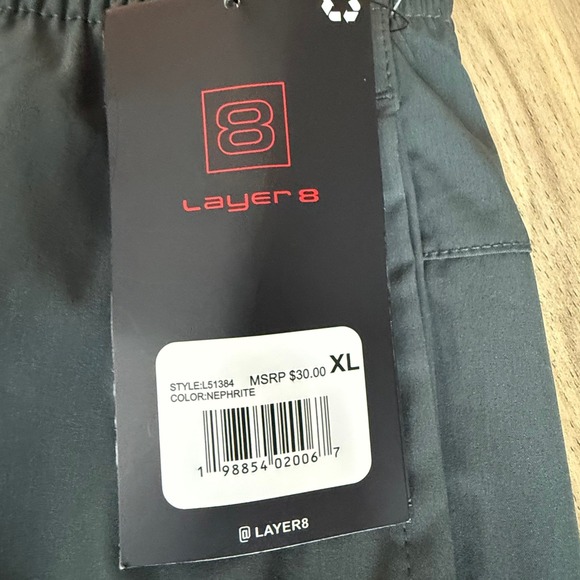 8
Layer 8
STYLE:L51384 MSRP $30.00 XL
COLOR:NEPHRITE
1 98854 02006 7
@ LAYER8